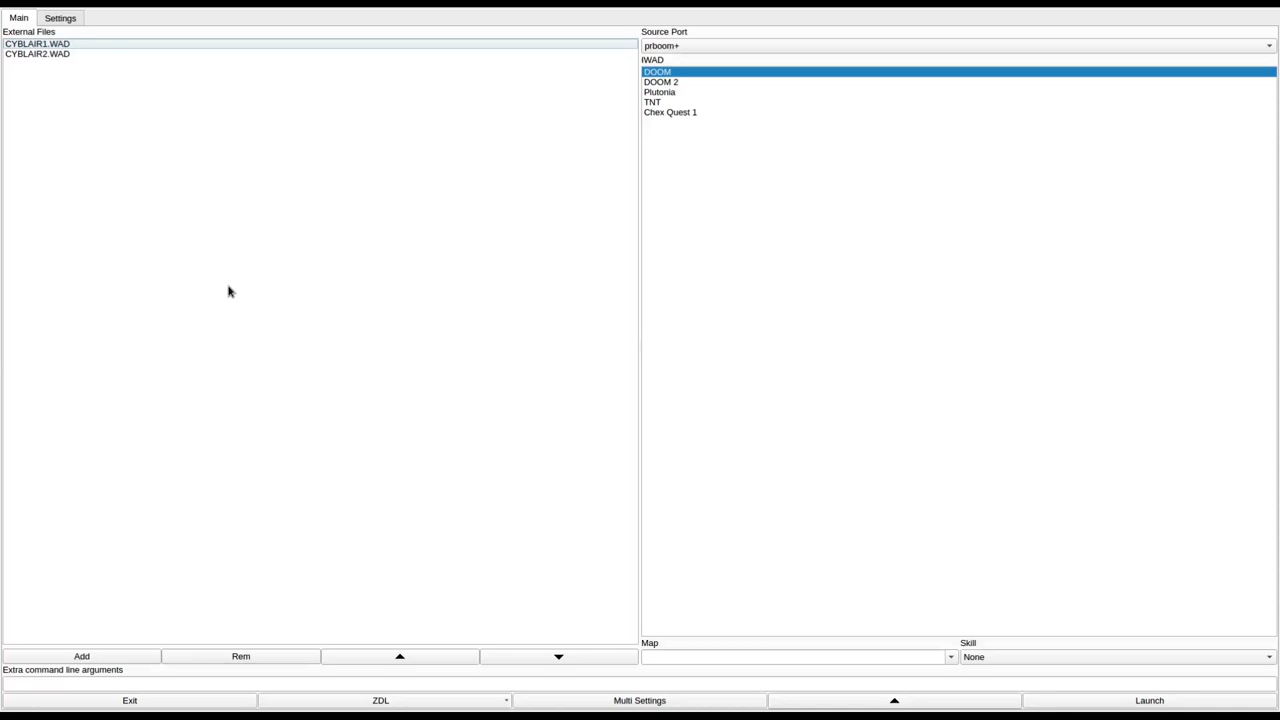 Main Settings
External Files
CYBLAIR1.WAD
CYBLAIR2.WAD
Source Port
prboom+
IWAD
DOOM
DOOM 2
Plutonia
TNT
Chex Quest 1
Add Rem
Map Skill
None
Extra command line arguments
Exit ZDL Multi Settings Launch